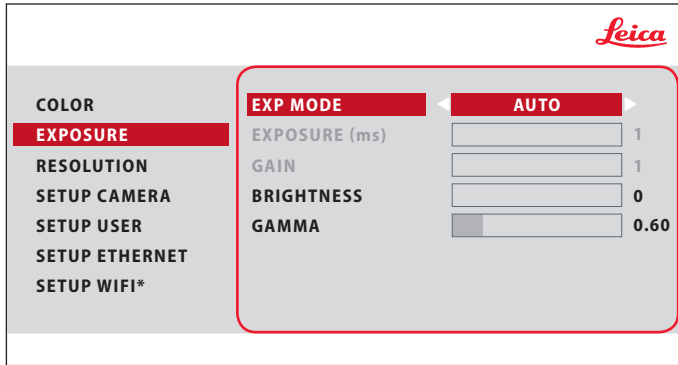 Leica
COLOR
EXPOSURE
RESOLUTION
SETUP CAMERA
SETUP USER
SETUP ETHERNET
SETUP WIFI*
EXP MODE AUTO
EXPOSURE (ms) 1
GAIN 1
BRIGHTNESS 0
GAMMA 0.60